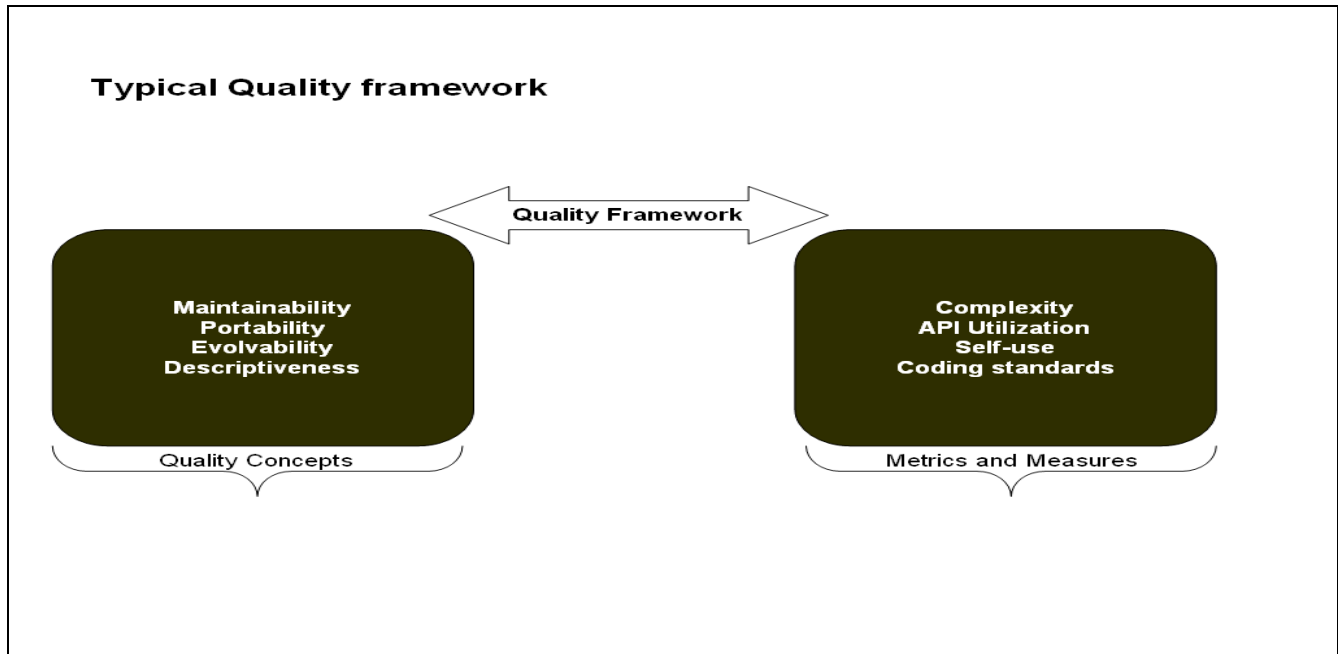 Typical Quality framework
Quality Framework
Maintainability
Portability
Evolvability
Descriptiveness
Quality Concepts
Complexity
API Utilization
Self-use
Coding standards
Metrics and Measures